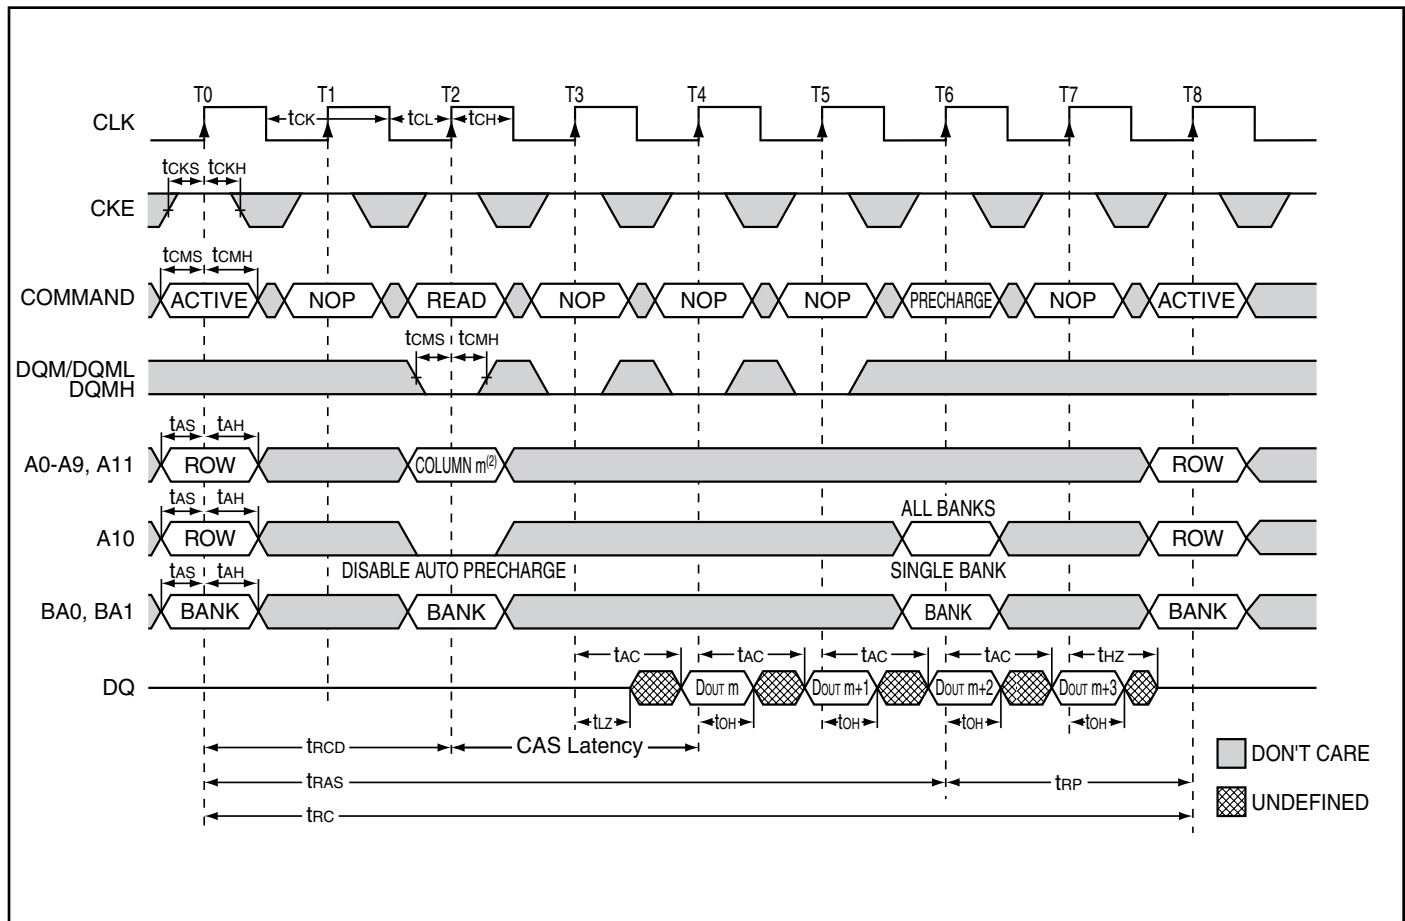 T0 T1 T2 T3 T4 T5 T6 T7 T8
CLK tCK tCL tCH
tCKS tCKH
CKE
tCMS tCMH
COMMAND ACTIVE NOP READ NOP NOP NOP PRECHARGE NOP ACTIVE
tCMS tCMH
DQM/DQML
DQMH
tAS tAH
A0-A9, A11 ROW COLUMN m(2) ROW
tAS tAH ALL BANKS
A10 ROW ROW
tAS tAH DISABLE AUTO PRECHARGE SINGLE BANK
BA0, BA1 BANK BANK BANK BANK
tAC tAC tAC tAC tHZ
DQ DOUT m DOUT m+1 DOUT m+2 DOUT m+3
tLZ tOH tOH tOH tOH
tRCD CAS Latency
DON'T CARE
tRAS tRP
UNDEFINED
tRC